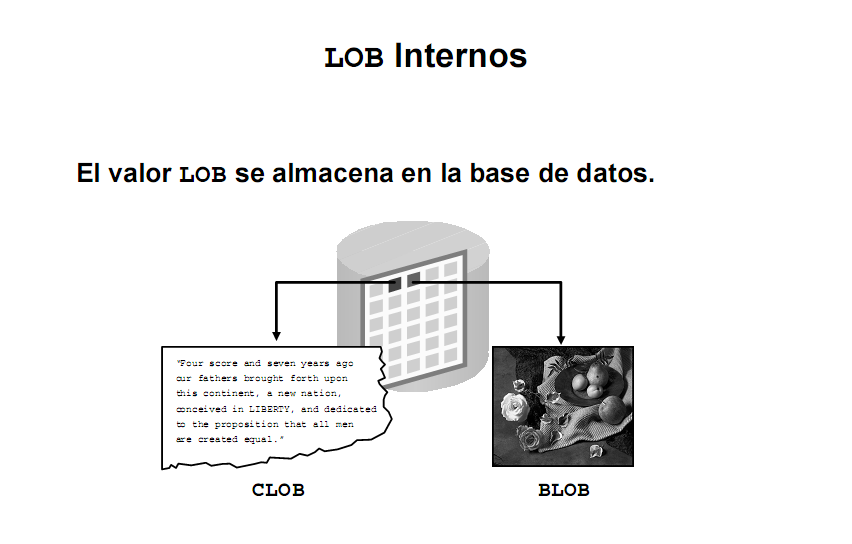 LOB Internos
El valor LOB se almacena en la base de datos.
"Four score and seven years ago
our fathers brought forth upon
this continent, a new nation,
conceived in LIBERTY, and dedicated
to the proposition that all men
are created equal."
CLOB
BLOB